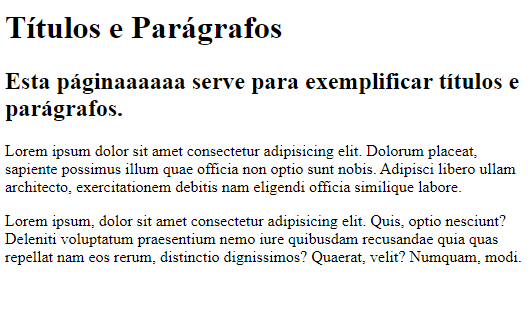 Títulos e Parágrafos
Esta páginaaaaaa serve para exemplificar títulos e
parágrafos.
Lorem ipsum dolor sit amet consectetur adipisicing elit. Dolorum placeat,
sapiente possimus illum quae officia non optio sunt nobis. Adipisci libero ullam
architecto, exercitationem debitis nam eligendi officia similique labore.
Lorem ipsum, dolor sit amet consectetur adipisicing elit. Quis, optio nesciunt?
Deleniti voluptatum praesentium nemo iure quibusdam recusandae quia quas
repellat nam eos rerum, distinctio dignissimos? Quaerat, velit? Numquam, modi.